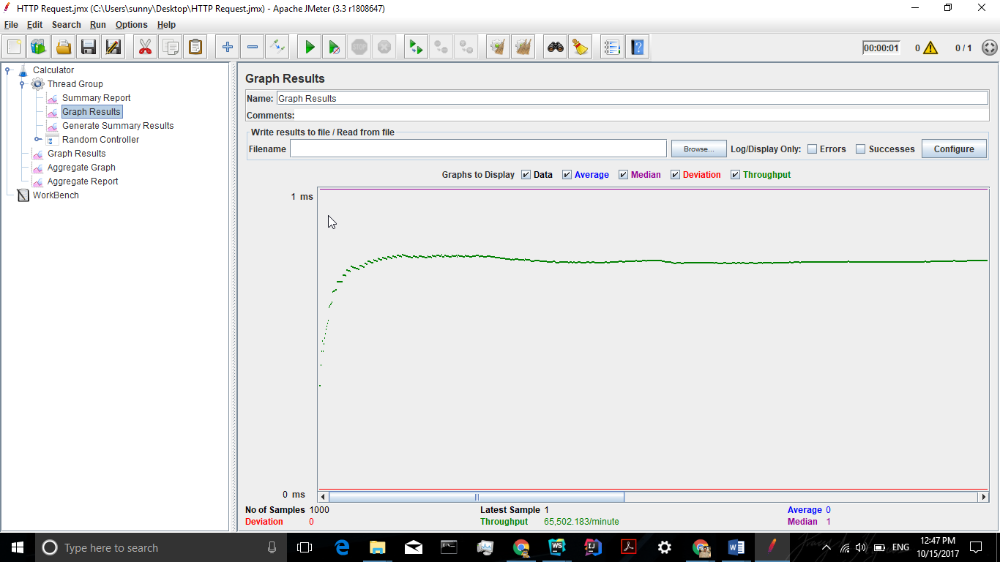 HTTP Request.jmx (C:\Users\sunny\Desktop\HTTP Request.jmx) - Apache JMeter (3.3 r1808647)
File Edit Search Run Options Help
00:00:01 0 0 / 1
Calculator
Thread Group
Summary Report
Graph Results
Generate Summary Results
Random Controller
Graph Results
Aggregate Graph
Aggregate Report
WorkBench
Graph Results
Name: Graph Results
Comments:
Write results to file / Read from file
Filename Browse... Log/Display Only: Errors Successes Configure
Graphs to Display Data Average Median Deviation Throughput
1 ms
0 ms
No of Samples 1000 Latest Sample 1 Average 0
Deviation 0 Throughput 65,502.183/minute Median 1
Type here to search
WS
IJ
W
ENG
12:47 PM
10/15/2017